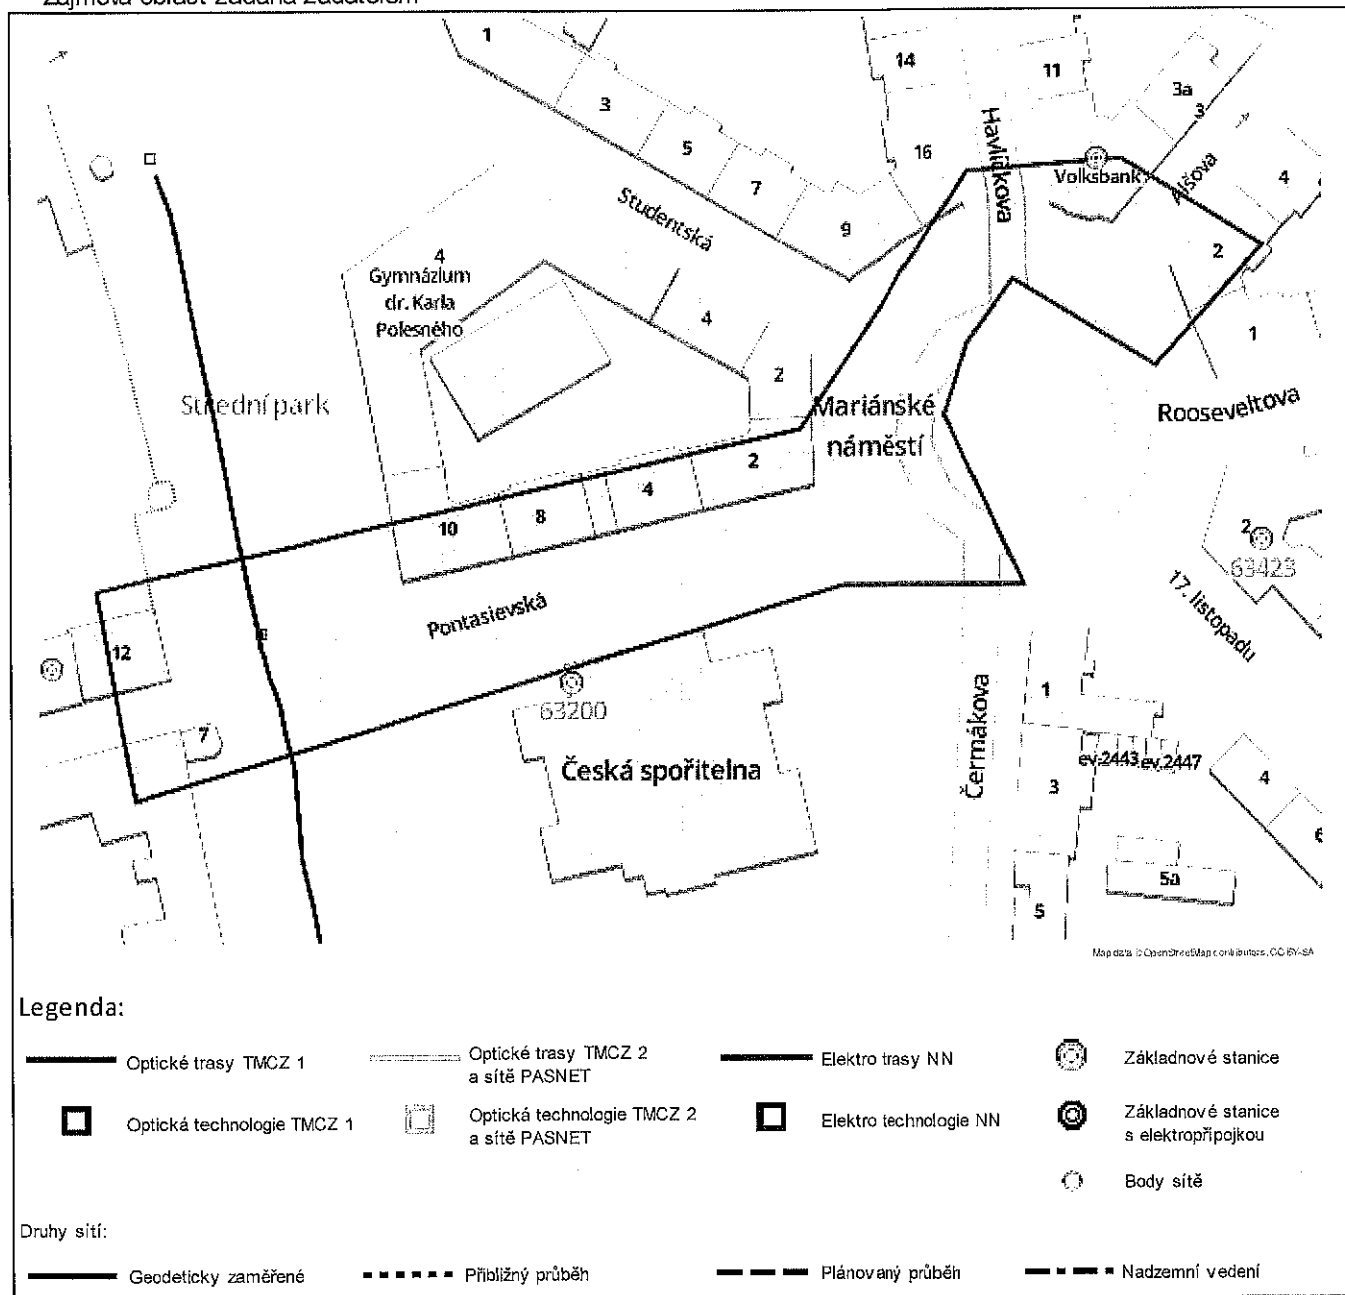 Zájmová oblast zadaná žadatelem
1
3
5
7
9
14
16
11
3a
3
4
2
1
Havlíčkova
Volksbank
Alšova
Studentská
4
Gymnázium
dr. Karla
Polesného
4
2
Střední park
Mariánské
náměstí
Rooseveltova
2
4
8
10
2
63423
17. listopadu
Pontasievská
12
7
63200
Česká spořitelna
Čermákova
1
ev.2443
ev.2447
3
4
6
5a
5
Map data © OpenStreetMap contributors, CC BY-SA
Legenda:
Optické trasy TMCZ 1
Optické trasy TMCZ 2
a sítě PASNET
Elektro trasy NN
Základnové stanice
Optická technologie TMCZ 1
Optická technologie TMCZ 2
a sítě PASNET
Elektro technologie NN
Základnové stanice
s elektropřípojkou
Body sítě
Druhy sítí:
Geodeticky zaměřené
Přibližný průběh
Plánovaný průběh
Nadzemní vedení